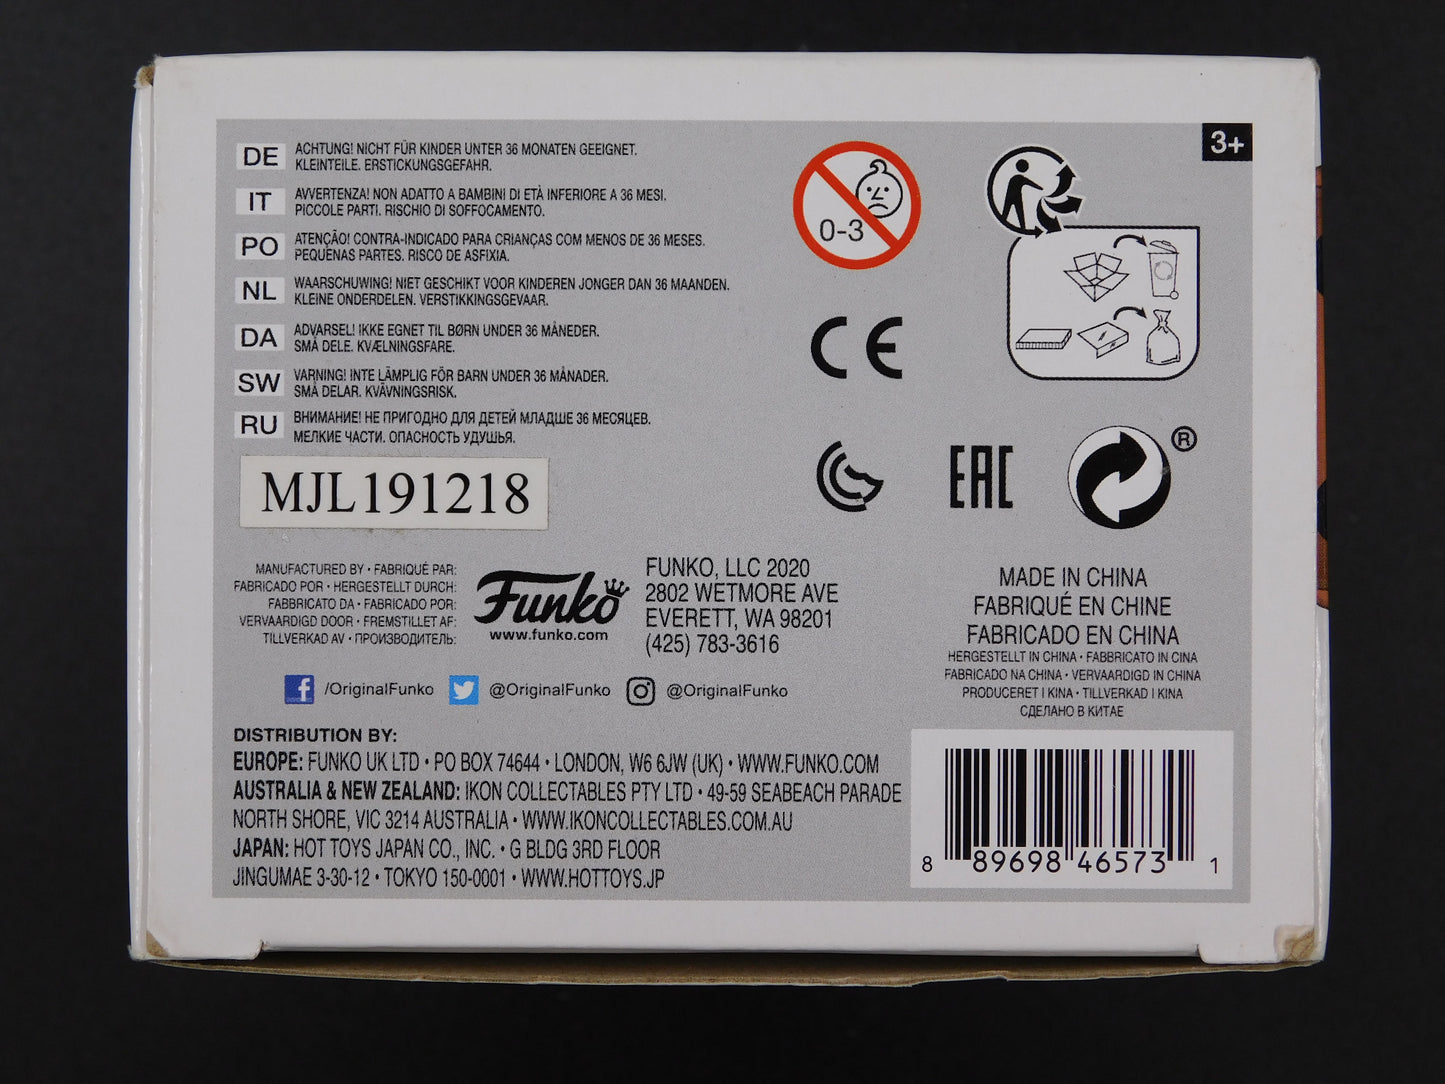 3+
DE ACHTUNG! NICHT FÜR KINDER UNTER 36 MONATEN GEEIGNET.
KLEINTEILE. ERSTICKUNGSGEFAHR.
IT AVVERTENZA! NON ADATTO A BAMBINI DI ETÀ INFERIORE A 36 MESI.
PICCOLE PARTI. RISCHIO DI SOFFOCAMENTO.
PO ATENÇÃO! CONTRA-INDICADO PARA CRIANÇAS COM MENOS DE 36 MESES.
PEQUENAS PARTES. RISCO DE ASFIXIA.
NL WAARSCHUWING! NIET GESCHIKT VOOR KINDEREN JONGER DAN 36 MAANDEN.
KLEINE ONDERDELEN. VERSTIKKINGSGEVAAR.
DA ADVARSEL! IKKE EGNET TIL BØRN UNDER 36 MÅNEDER.
SMÅ DELE. KVÆLNINGSFARE.
SW VARNING! INTE LÄMPLIG FÖR BARN UNDER 36 MÅNADER.
SMÅ DELAR. KVÄVNINGSRISK.
RU ВНИМАНИЕ! НЕ ПРИГОДНО ДЛЯ ДЕТЕЙ МЛАДШЕ 36 МЕСЯЦЕВ.
МЕЛКИЕ ЧАСТИ. ОПАСНОСТЬ УДУШЬЯ.
0-3
CE
EAC
®
MJL191218
MANUFACTURED BY • FABRIQUÉ PAR:
FABRICADO POR • HERGESTELLT DURCH:
FABBRICATO DA • FABRICADO POR:
VERVAARDIGD DOOR • FREMSTILLET AF:
TILLVERKAD AV • ПРОИЗВОДИТЕЛЬ:
Funko
www.funko.com
FUNKO, LLC 2020
2802 WETMORE AVE
EVERETT, WA 98201
(425) 783-3616
MADE IN CHINA
FABRIQUÉ EN CHINE
FABRICADO EN CHINA
HERGESTELLT IN CHINA • FABBRICATO IN CINA
FABRICADO NA CHINA • VERVAARDIGD IN CHINA
PRODUCERET I KINA • TILLVERKAD I KINA
СДЕЛАНО В КИТАЕ
/OriginalFunko @OriginalFunko @OriginalFunko
DISTRIBUTION BY:
EUROPE: FUNKO UK LTD • PO BOX 74644 • LONDON, W6 6JW (UK) • WWW.FUNKO.COM
AUSTRALIA & NEW ZEALAND: IKON COLLECTABLES PTY LTD • 49-59 SEABEACH PARADE
NORTH SHORE, VIC 3214 AUSTRALIA • WWW.IKONCOLLECTABLES.COM.AU
JAPAN: HOT TOYS JAPAN CO., INC. • G BLDG 3RD FLOOR
JINGUMAE 3-30-12 • TOKYO 150-0001 • WWW.HOTTOYS.JP
8 89698 46573 1